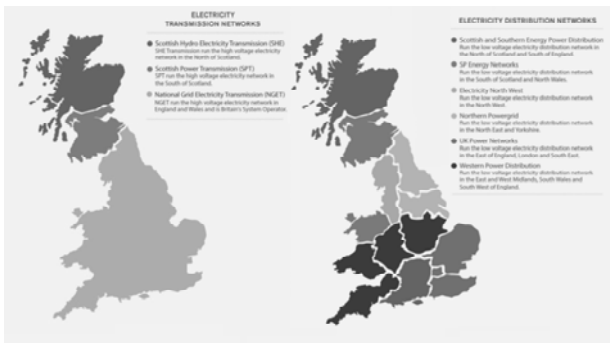 ELECTRICITY
TRANSMISSION NETWORKS
Scottish Hydro Electricity Transmission (SHE)
SHE Transmission run the high voltage electricity
network in the North of Scotland.
Scottish Power Transmission (SPT)
SPT run the high voltage electricity network in
the South of Scotland.
National Grid Electricity Transmission (NGET)
NGET run the high voltage electricity network in
England and Wales and is Britain's System Operator.
ELECTRICITY DISTRIBUTION NETWORKS
Scottish and Southern Energy Power Distribution
Run the low voltage electricity distribution network in
the North of Scotland and South of England.
SP Energy Networks
Run the low voltage electricity distribution network
in the South of Scotland and North Wales.
Electricity North West
Run the low voltage electricity distribution network
in the North West.
Northern Powergrid
Run the low voltage electricity distribution network
in the North East and Yorkshire.
UK Power Networks
Run the low voltage electricity distribution network
in the East of England, London and South East.
Western Power Distribution
Run the low voltage electricity distribution network
in the East and West Midlands, South Wales and
South West of England.